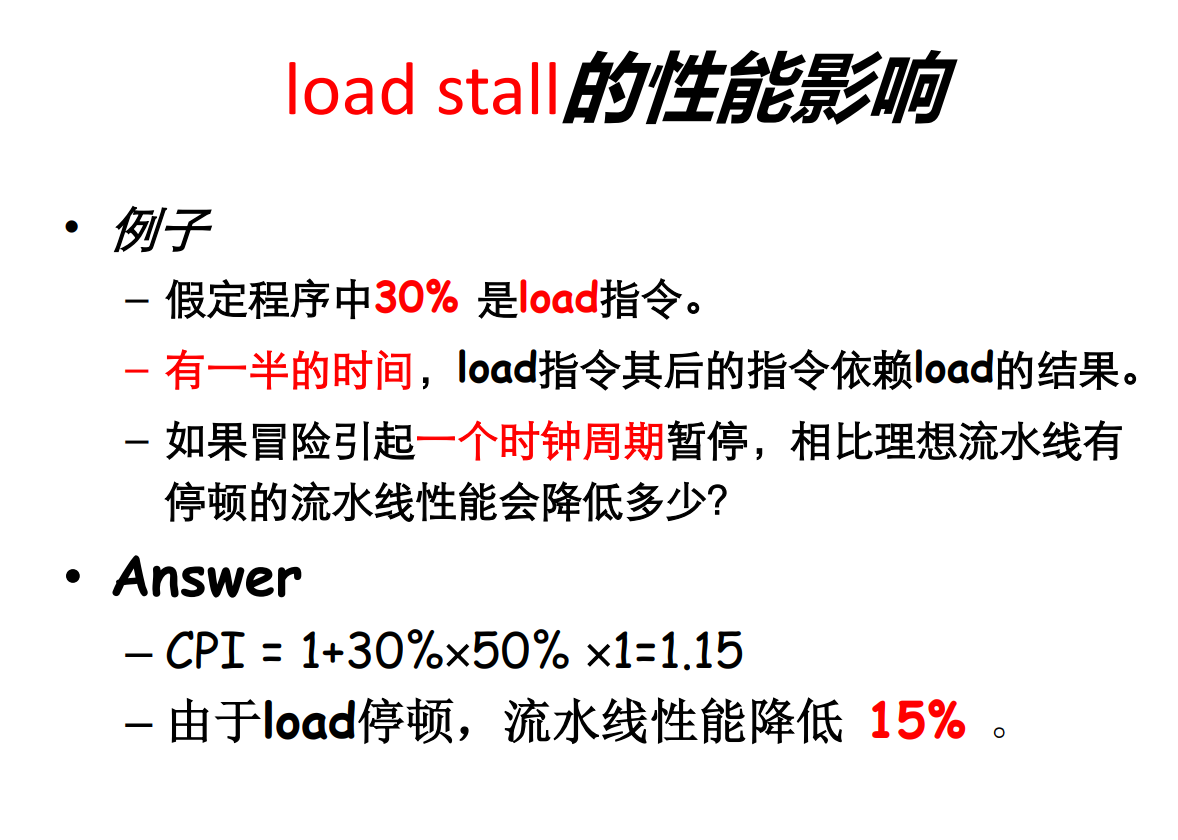 load stall的性能影响
• 例子
– 假定程序中30% 是load指令。
– 有一半的时间，load指令其后的指令依赖load的结果。
– 如果冒险引起一个时钟周期暂停，相比理想流水线有
停顿的流水线性能会降低多少?
• Answer
– CPI = 1+30%×50% ×1=1.15
– 由于load停顿，流水线性能降低 15% 。